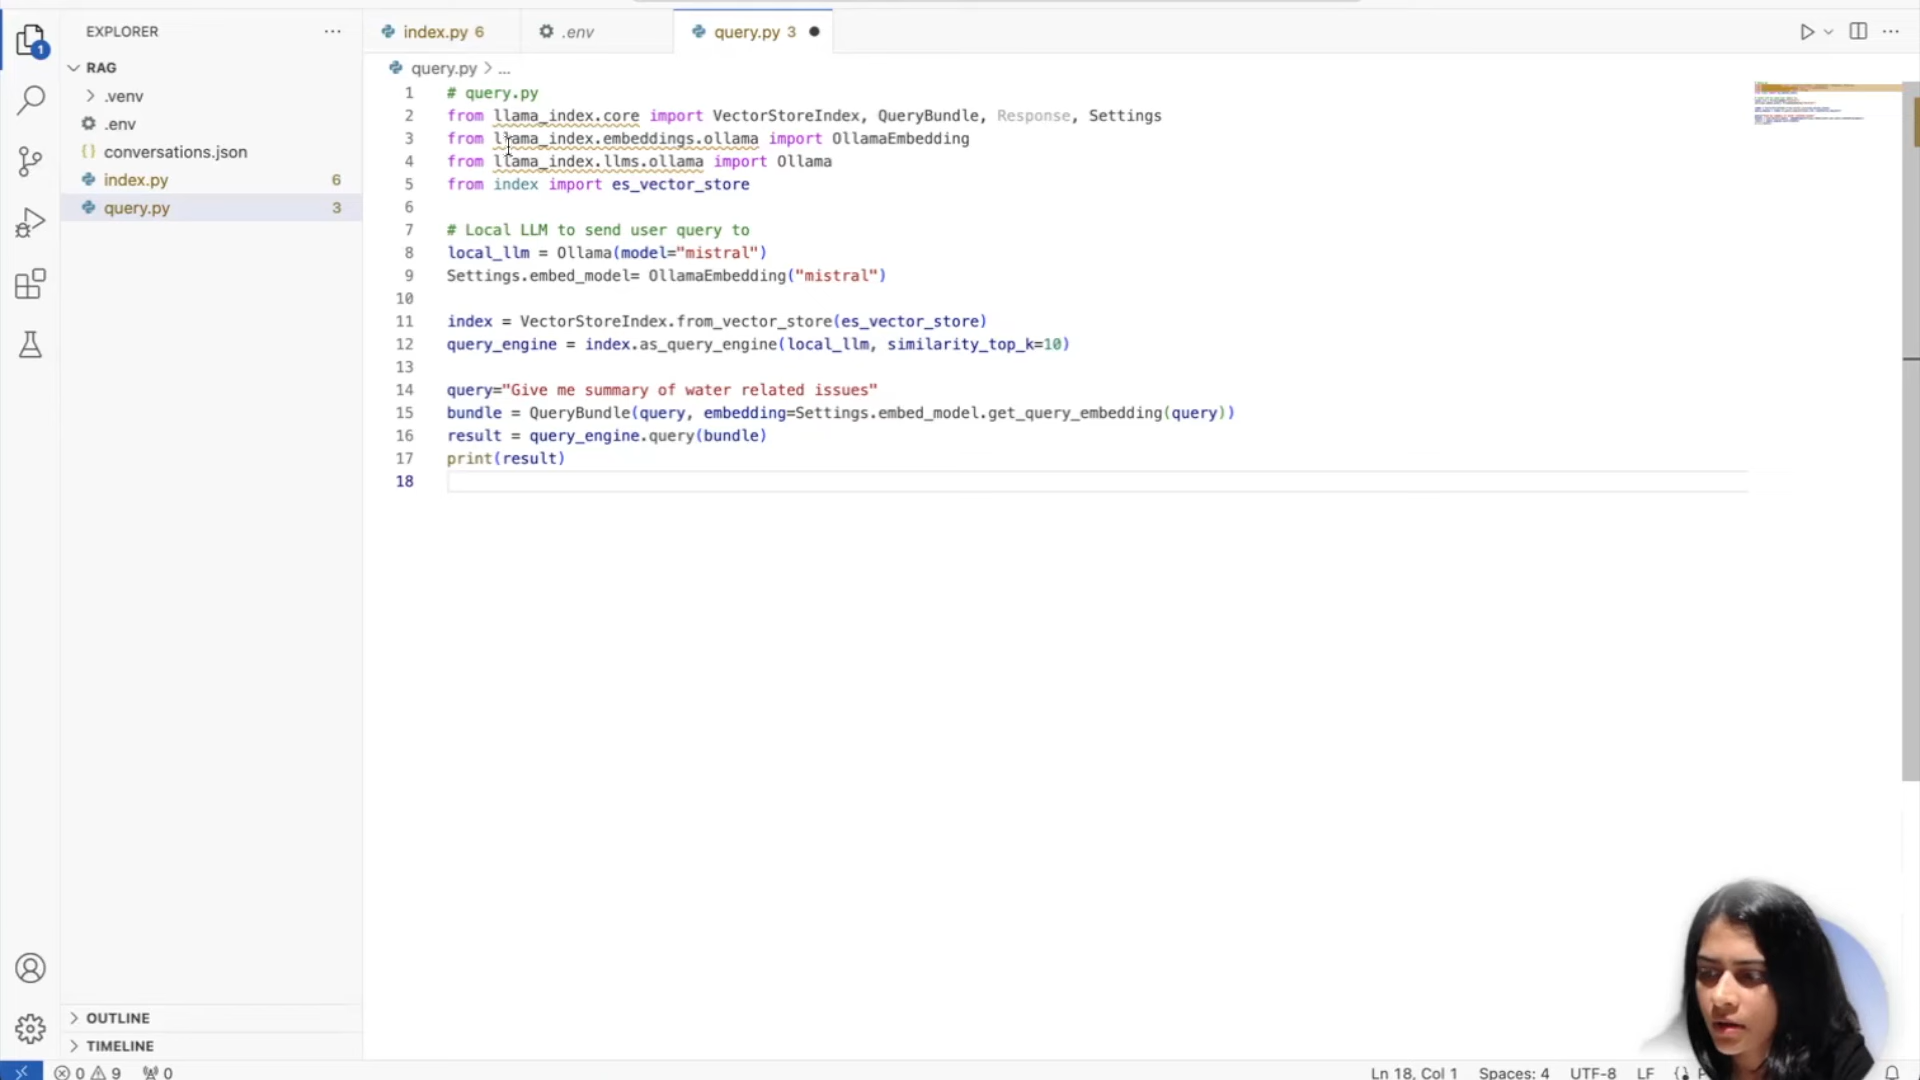 EXPLORER
RAG
.venv
.env
conversations.json
index.py 6
query.py 3
OUTLINE
TIMELINE
index.py 6
.env
query.py 3
query.py > ...
1 # query.py
2 from llama_index.core import VectorStoreIndex, QueryBundle, Response, Settings
3 from llama_index.embeddings.ollama import OllamaEmbedding
4 from llama_index.llms.ollama import Ollama
5 from index import es_vector_store
6
7 # Local LLM to send user query to
8 local_llm = Ollama(model="mistral")
9 Settings.embed_model= OllamaEmbedding("mistral")
10
11 index = VectorStoreIndex.from_vector_store(es_vector_store)
12 query_engine = index.as_query_engine(local_llm, similarity_top_k=10)
13
14 query="Give me summary of water related issues"
15 bundle = QueryBundle(query, embedding=Settings.embed_model.get_query_embedding(query))
16 result = query_engine.query(bundle)
17 print(result)
18
1
0 9 0
Ln 18, Col 1 Spaces: 4 UTF-8 LF {}